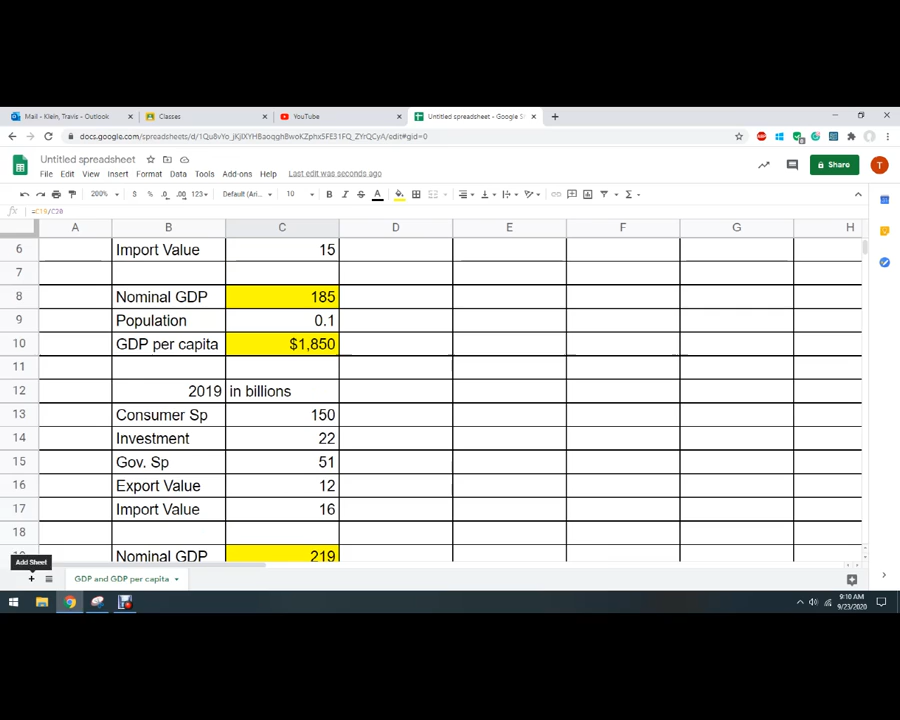 Mail - Klein, Travis - Outlook
Classes
YouTube
Untitled spreadsheet - Google S
Untitled spreadsheet
File Edit View Insert Format Data Tools Add-ons Help Last edit was seconds ago
Share
T
200% $ % .0 .00 123 Default (Ari... 10 B I S A
fx =C19/C20
A B C D E F G H
6 Import Value 15
7
8 Nominal GDP 185
9 Population 0.1
10 GDP per capita $1,850
11
12 2019 in billions
13 Consumer Sp 150
14 Investment 22
15 Gov. Sp 51
16 Export Value 12
17 Import Value 16
18
Nominal GDP 219
Add Sheet
GDP and GDP per capita
9:10 AM
9/23/2020